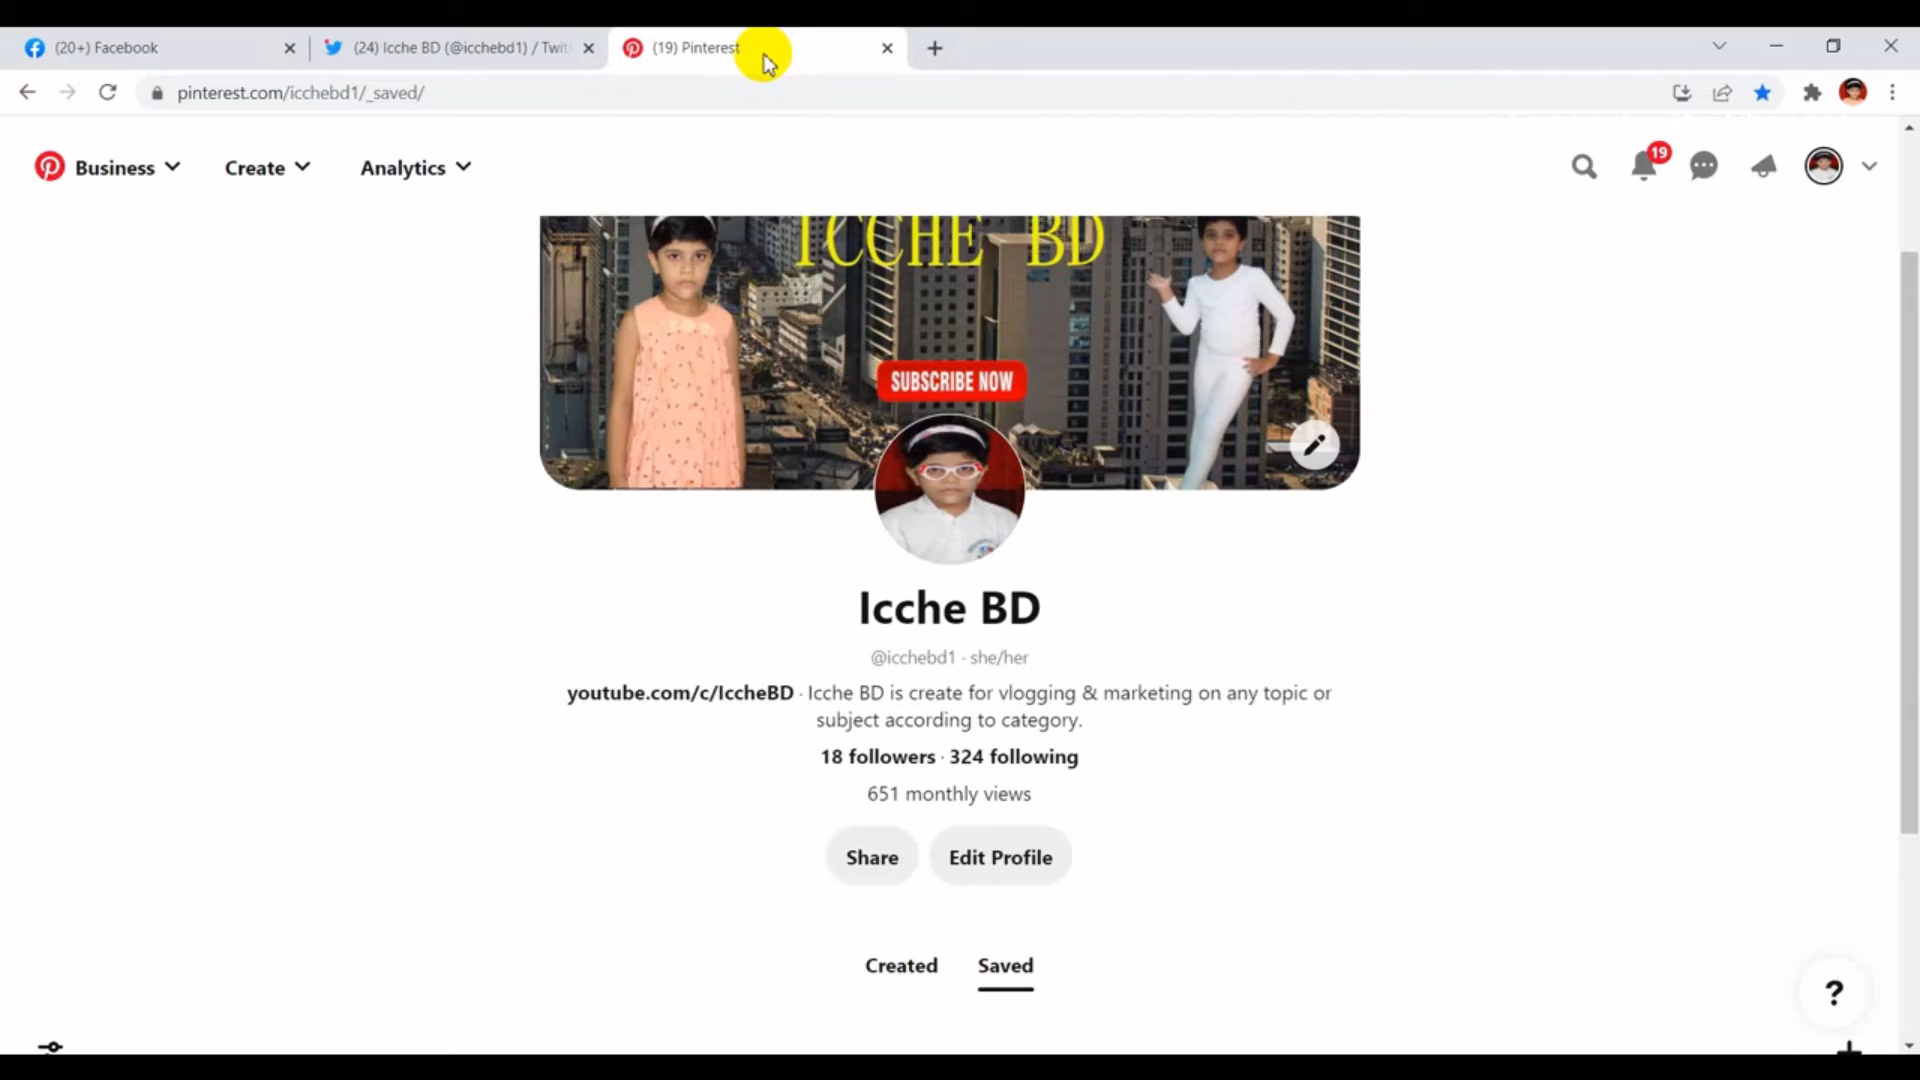 (20+) Facebook
(24) Icche BD (@icchebd1) / Twit
(19) Pinterest
pinterest.com/icchebd1/_saved/
Business
Create
Analytics
19
ICCHE BD
SUBSCRIBE NOW
Icche BD
@icchebd1 · she/her
youtube.com/c/IccheBD · Icche BD is create for vlogging & marketing on any topic or
subject according to category.
18 followers · 324 following
651 monthly views
Share
Edit Profile
Created
Saved
?